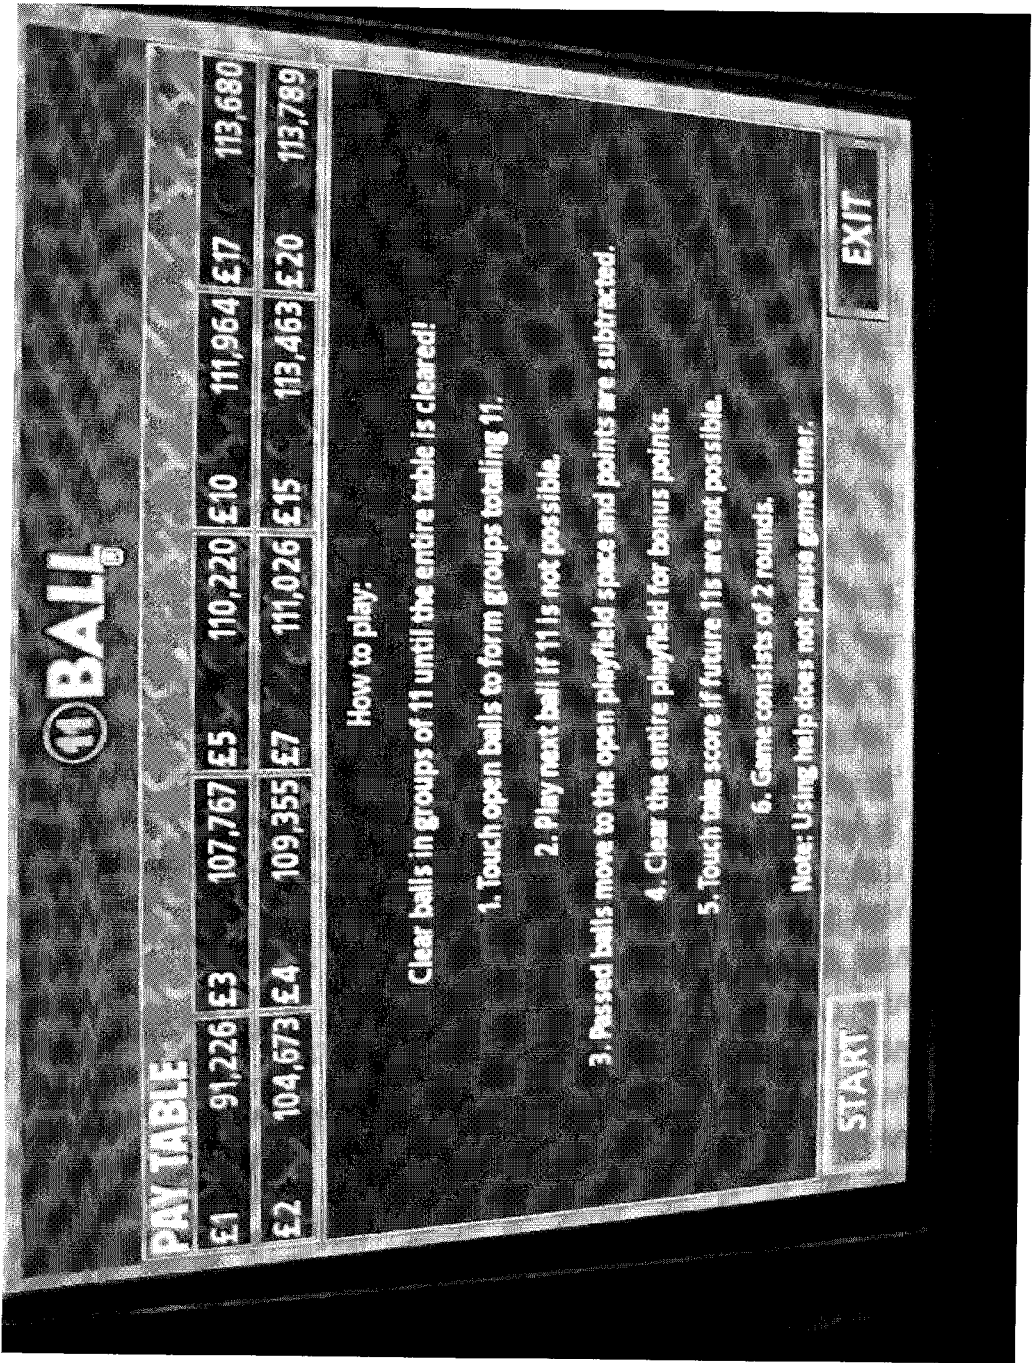 11 BALL
PAY TABLE
£1 91,226 £3 107,767 £5 110,220 £10 111,964 £17 113,680
£2 104,673 £4 109,355 £7 111,026 £15 113,463 £20 113,789
How to play:
Clear balls in groups of 11 until the entire table is cleared!
1. Touch open balls to form groups totaling 11.
2. Play next ball if 11 is not possible.
3. Passed balls move to the open playfield space and points are subtracted.
4. Clear the entire playfield for bonus points.
5. Touch take score if future 11s are not possible.
6. Game consists of 2 rounds.
Note: Using help does not pause game timer.
START
EXIT